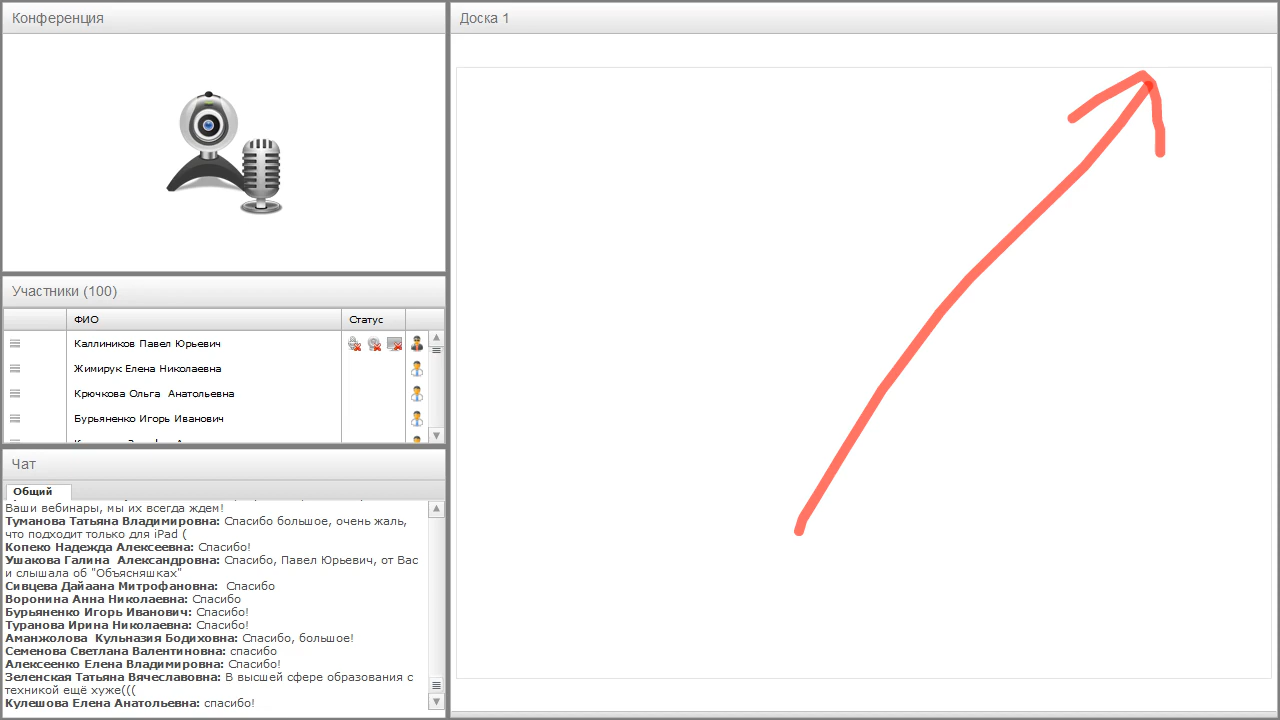 Конференция
Доска 1
Участники (100)
ФИО
Статус
Каллиников Павел Юрьевич
Жимирук Елена Николаевна
Крючкова Ольга Анатольевна
Бурьяненко Игорь Иванович
Чат
Общий
Ваши вебинары, мы их всегда ждем!
Туманова Татьяна Владимировна: Спасибо большое, очень жаль,
что подходит только для iPad (
Копеко Надежда Алексеевна: Спасибо!
Ушакова Галина Александровна: Спасибо, Павел Юрьевич, от Вас
и слышала об "Объясняшках"
Сивцева Дайаана Митрофановна: Спасибо
Воронина Анна Николаевна: Спасибо
Бурьяненко Игорь Иванович: Спасибо!
Туранова Ирина Николаевна: Спасибо!
Аманжолова Кульназия Бодиховна: Спасибо, большое!
Семенова Светлана Валентиновна: спасибо
Алексеенко Елена Владимировна: Спасибо!
Зеленская Татьяна Вячеславовна: В высшей сфере образования с
техникой ещё хуже(((
Кулешова Елена Анатольевна: спасибо!